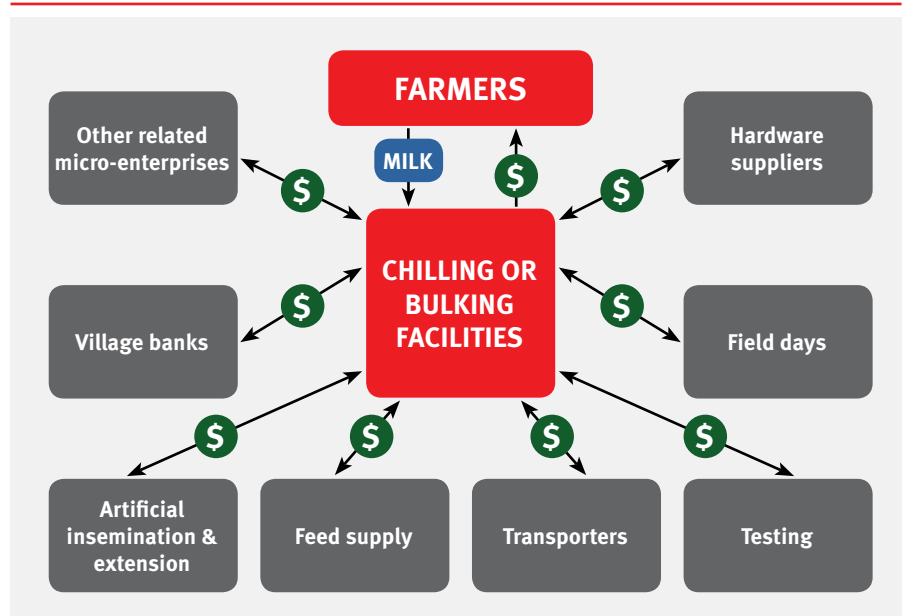 FARMERS
Other related
micro-enterprises
MILK
$
$
$
Hardware
suppliers
CHILLING OR
BULKING
FACILITIES
Village banks
$
$
Field days
$
$
$
$
Artificial
insemination &
extension
Feed supply
Transporters
Testing